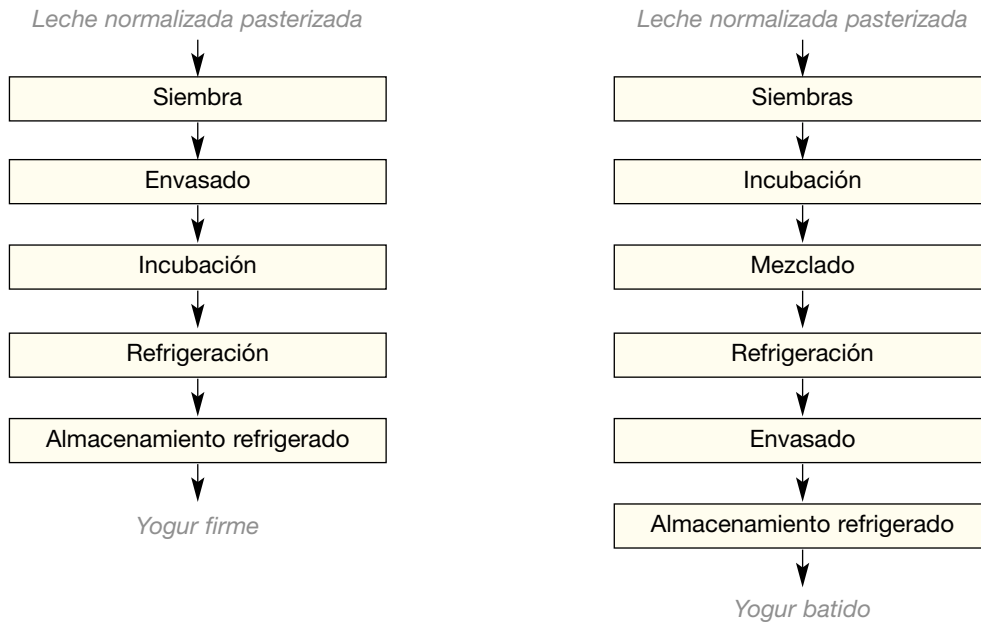 Leche normalizada pasterizada
Siembra
Envasado
Incubación
Refrigeración
Almacenamiento refrigerado
Yogur firme
Leche normalizada pasterizada
Siembras
Incubación
Mezclado
Refrigeración
Envasado
Almacenamiento refrigerado
Yogur batido